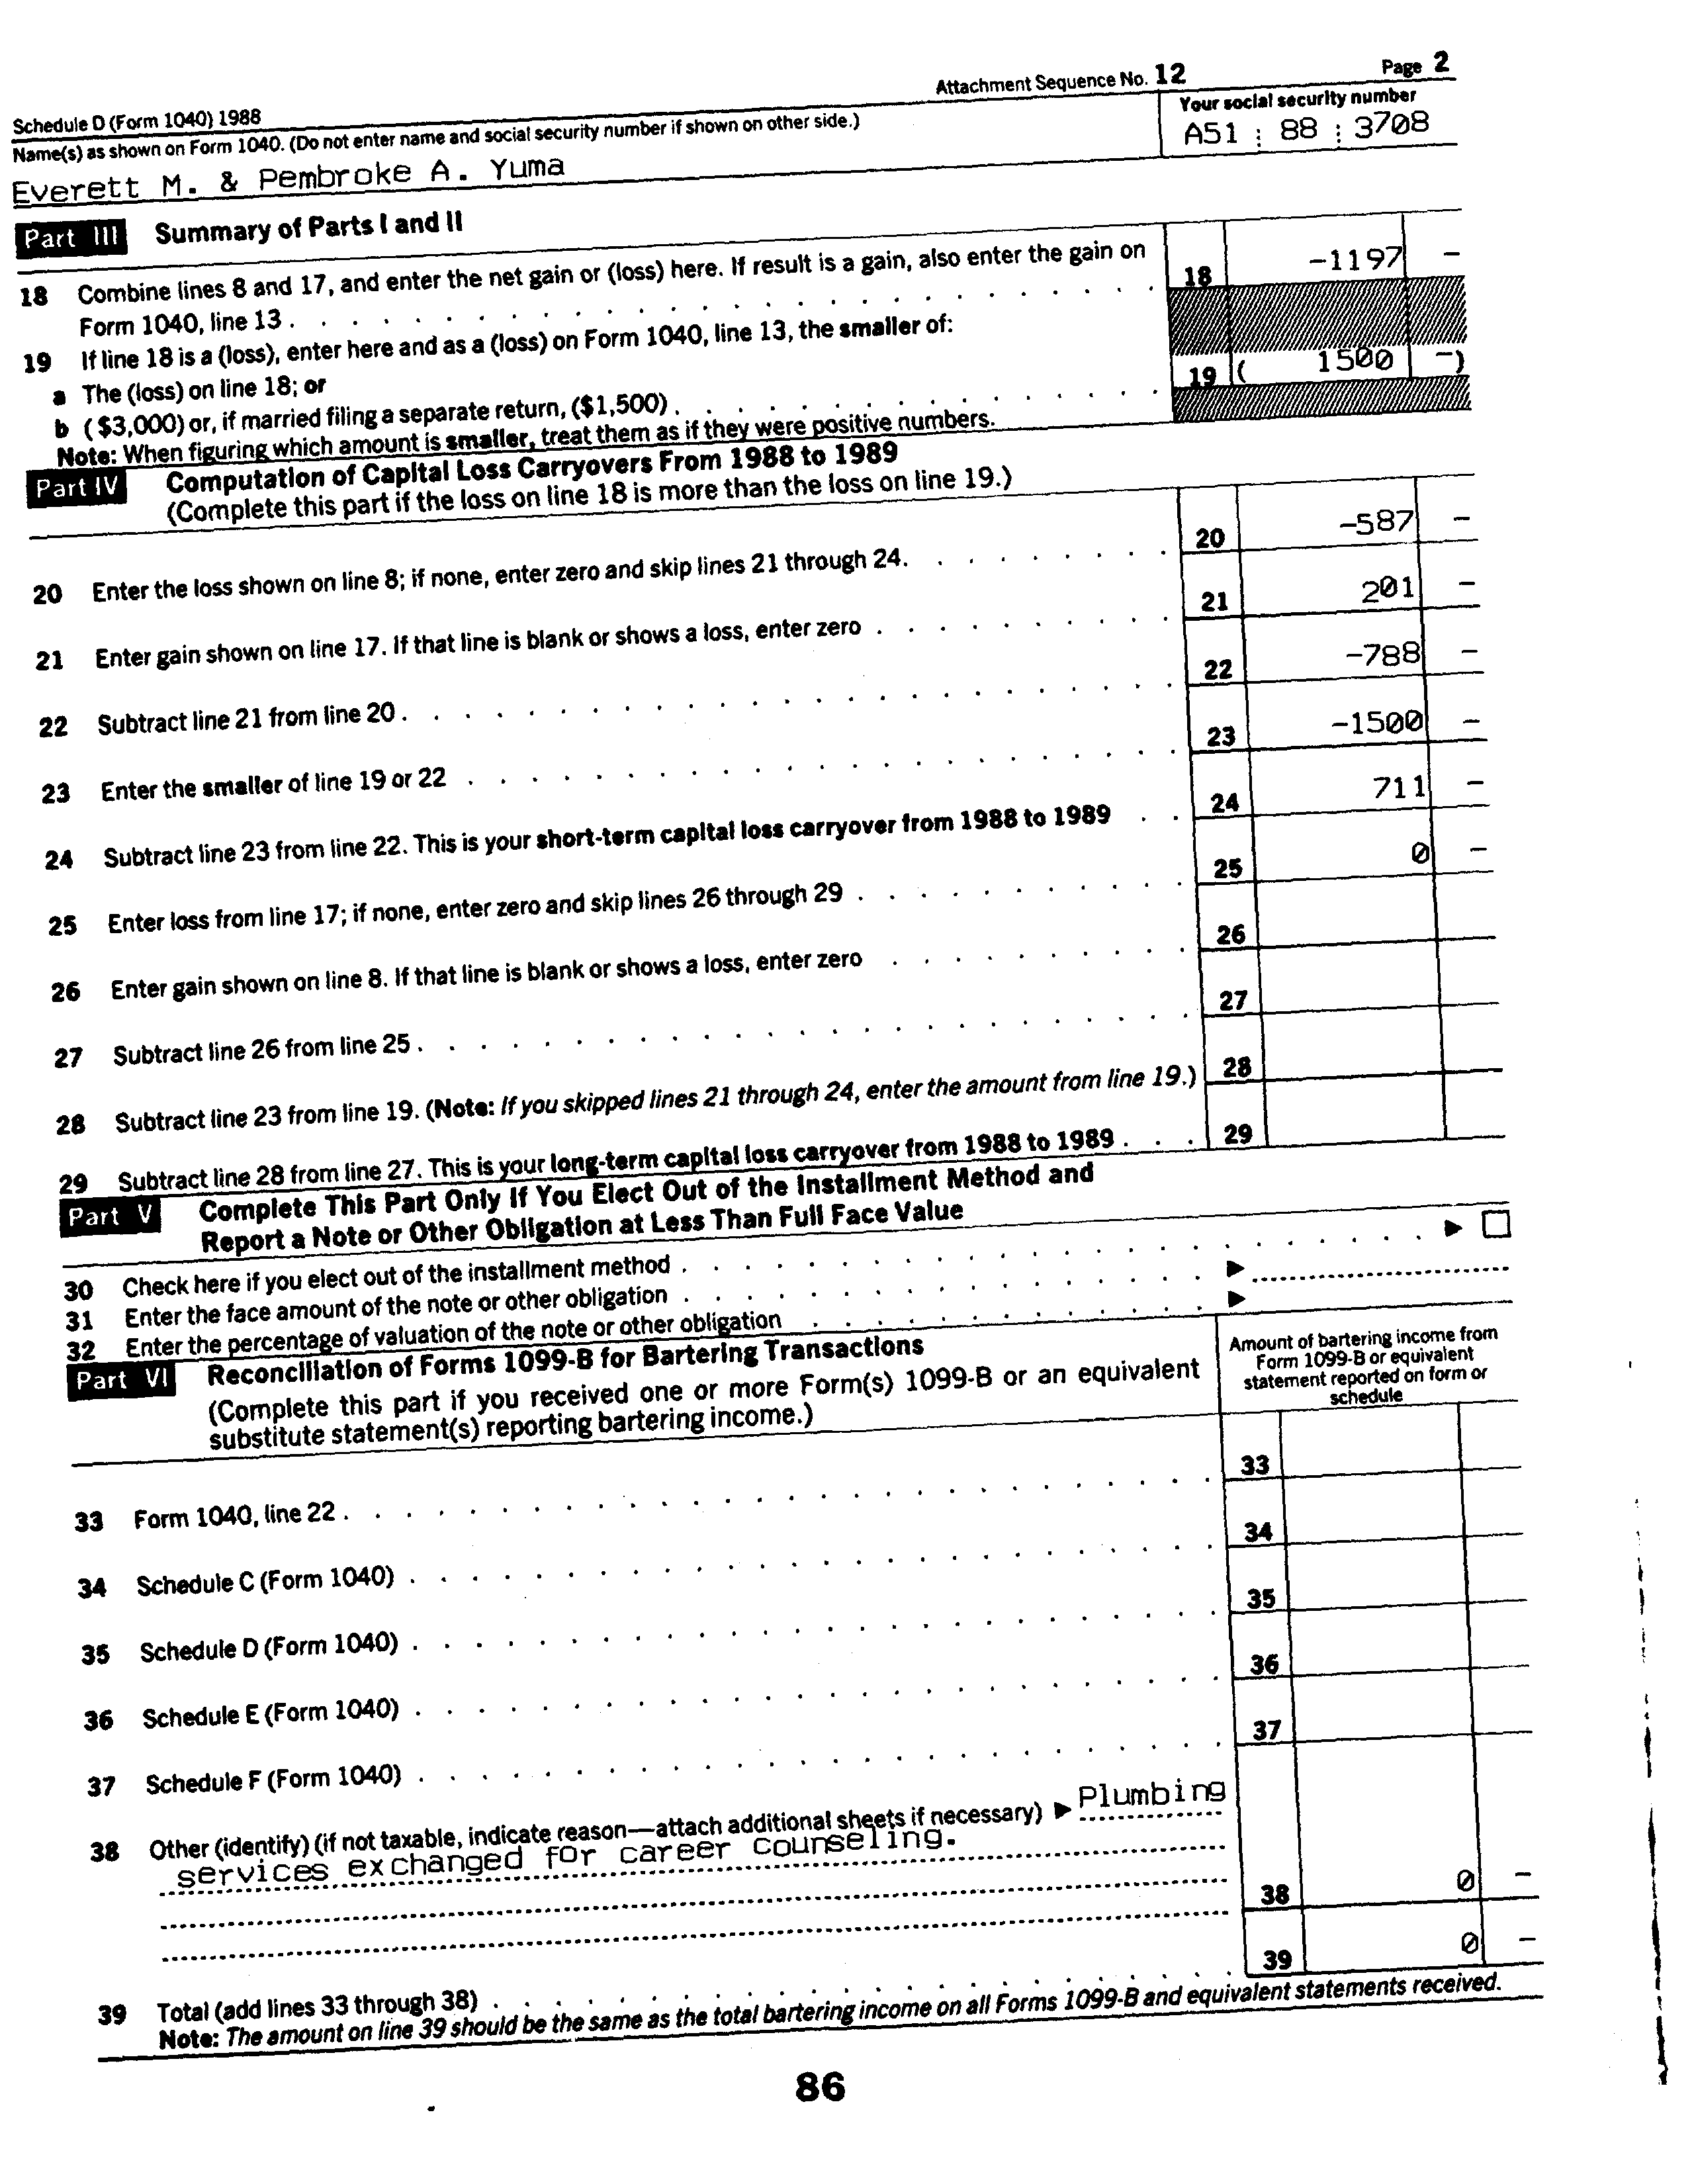 Schedule D (Form 1040) 1988 Attachment Sequence No. 12 Page 2
Name(s) as shown on Form 1040. (Do not enter name and social security number if shown on other side.) Your social security number
Everett M. & Pembroke A. Yuma A51 : 88 : 3708
Part III Summary of Parts I and II
18 Combine lines 8 and 17, and enter the net gain or (loss) here. If result is a gain, also enter the gain on
Form 1040, line 13 . . . . . . . . . . . . . . . . . . . . 18 -1197 -
19 If line 18 is a (loss), enter here and as a (loss) on Form 1040, line 13, the smaller of:
a The (loss) on line 18; or
b ($3,000) or, if married filing a separate return, ($1,500) . . . . . . . . . . 19 ( 1500 -)
Note: When figuring which amount is smaller, treat them as if they were positive numbers.
Part IV Computation of Capital Loss Carryovers From 1988 to 1989
(Complete this part if the loss on line 18 is more than the loss on line 19.)
20 Enter the loss shown on line 8; if none, enter zero and skip lines 21 through 24. . . . . . . . 20 -587 -
21 Enter gain shown on line 17. If that line is blank or shows a loss, enter zero . . . . . . . . 21 201 -
22 Subtract line 21 from line 20 . . . . . . . . . . . . . . . . . 22 -788 -
23 Enter the smaller of line 19 or 22 . . . . . . . . . . . . . . . 23 -1500 -
24 Subtract line 23 from line 22. This is your short-term capital loss carryover from 1988 to 1989 . . 24 711 -
25 Enter loss from line 17; if none, enter zero and skip lines 26 through 29 . . . . . . . . . 25 0 -
26 Enter gain shown on line 8. If that line is blank or shows a loss, enter zero . . . . . . . . 26
27 Subtract line 26 from line 25 . . . . . . . . . . . . . . . . . 27
28 Subtract line 23 from line 19. (Note: If you skipped lines 21 through 24, enter the amount from line 19.) 28
29 Subtract line 28 from line 27. This is your long-term capital loss carryover from 1988 to 1989 . . . 29
Part V Complete This Part Only If You Elect Out of the Installment Method and
Report a Note or Other Obligation at Less Than Full Face Value
30 Check here if you elect out of the installment method . . . . . . . . . . . . . . . . ▶ ☐
31 Enter the face amount of the note or other obligation . . . . . . . . . . . . ▶
32 Enter the percentage of valuation of the note or other obligation . . . . . . . . . ▶
Part VI Reconciliation of Forms 1099-B for Bartering Transactions
(Complete this part if you received one or more Form(s) 1099-B or an equivalent
substitute statement(s) reporting bartering income.)
Amount of bartering income from
Form 1099-B or equivalent
statement reported on form or
schedule
33 Form 1040, line 22 . . . . . . . . . . . . . . . . . . . 33
34 Schedule C (Form 1040) . . . . . . . . . . . . . . . . . 34
35 Schedule D (Form 1040) . . . . . . . . . . . . . . . . . 35
36 Schedule E (Form 1040) . . . . . . . . . . . . . . . . . 36
37 Schedule F (Form 1040) . . . . . . . . . . . . . . . . . 37
38 Other (identify) (if not taxable, indicate reason—attach additional sheets if necessary) ▶ Plumbing
services exchanged for career counseling.
38 0 -
39 Total (add lines 33 through 38) . . . . . . . . . . . . . . . 39 0 -
Note: The amount on line 39 should be the same as the total bartering income on all Forms 1099-B and equivalent statements received.
86